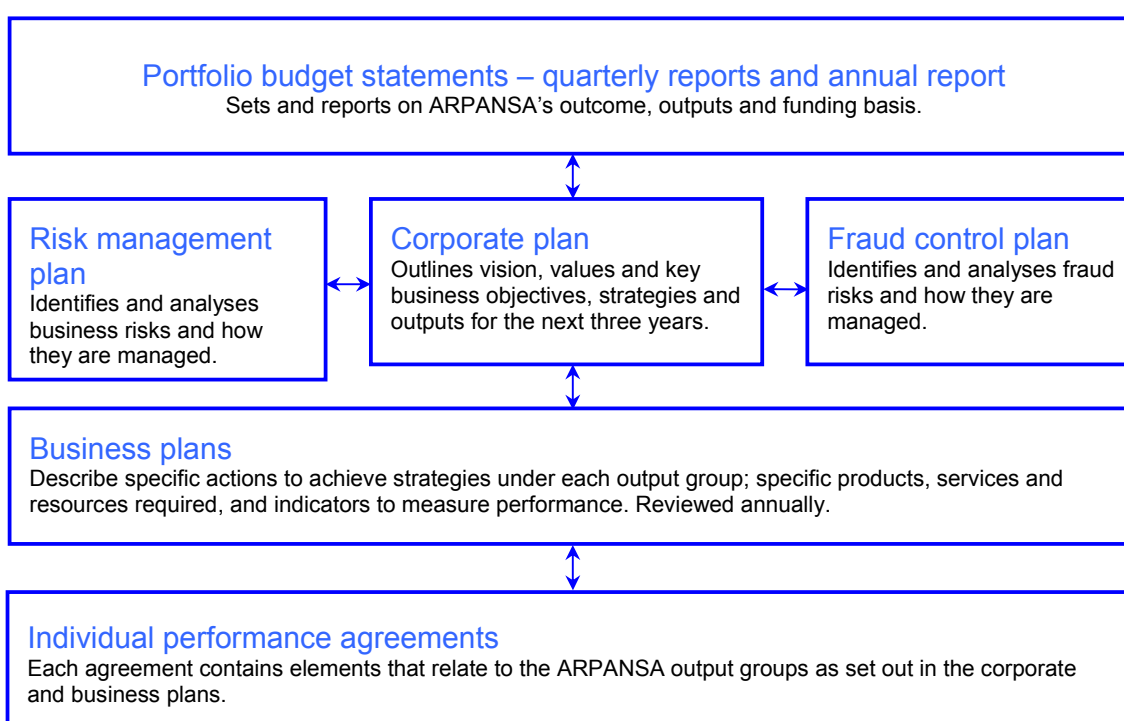 Portfolio budget statements – quarterly reports and annual report
Sets and reports on ARPANSA's outcome, outputs and funding basis.
Risk management
plan
Identifies and analyses
business risks and how
they are managed.
Corporate plan
Outlines vision, values and key
business objectives, strategies and
outputs for the next three years.
Fraud control plan
Identifies and analyses fraud
risks and how they are
managed.
Business plans
Describe specific actions to achieve strategies under each output group; specific products, services and
resources required, and indicators to measure performance. Reviewed annually.
Individual performance agreements
Each agreement contains elements that relate to the ARPANSA output groups as set out in the corporate
and business plans.